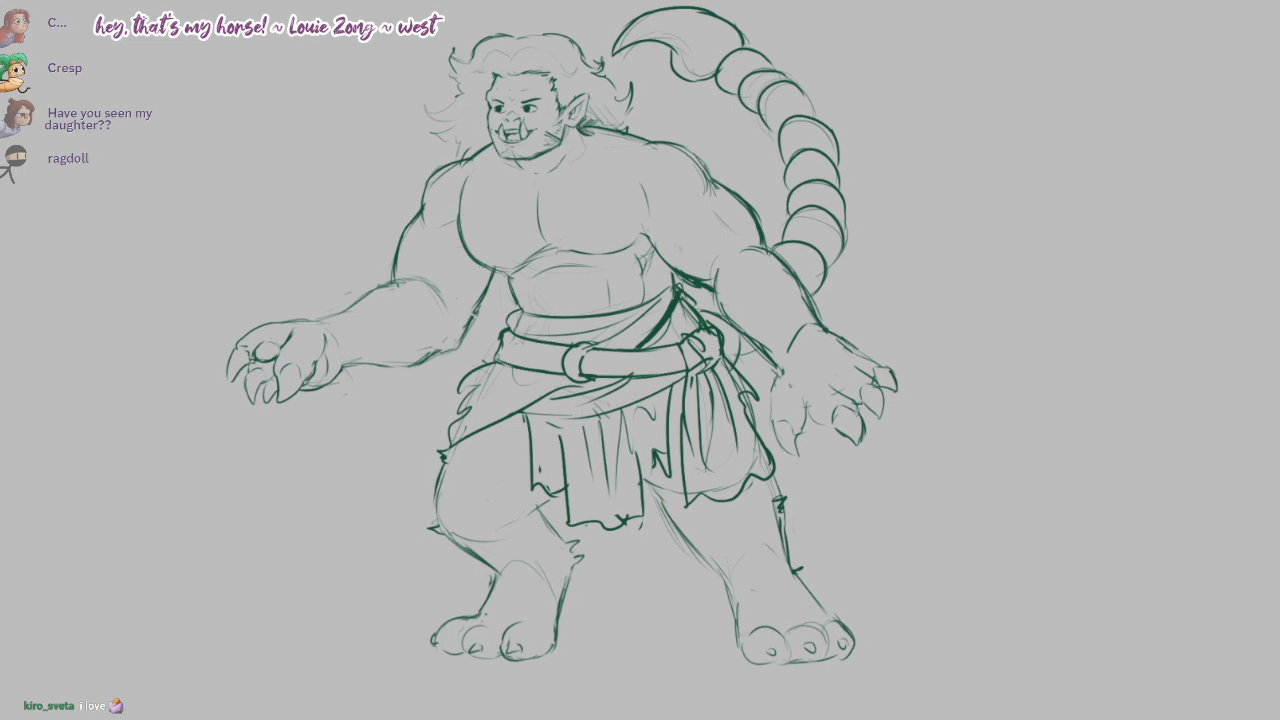 hey, that's my horse! ~ Louie Zong ~ west
C...
Cresp
Have you seen my
daughter??
ragdoll
kiro_sveta i love